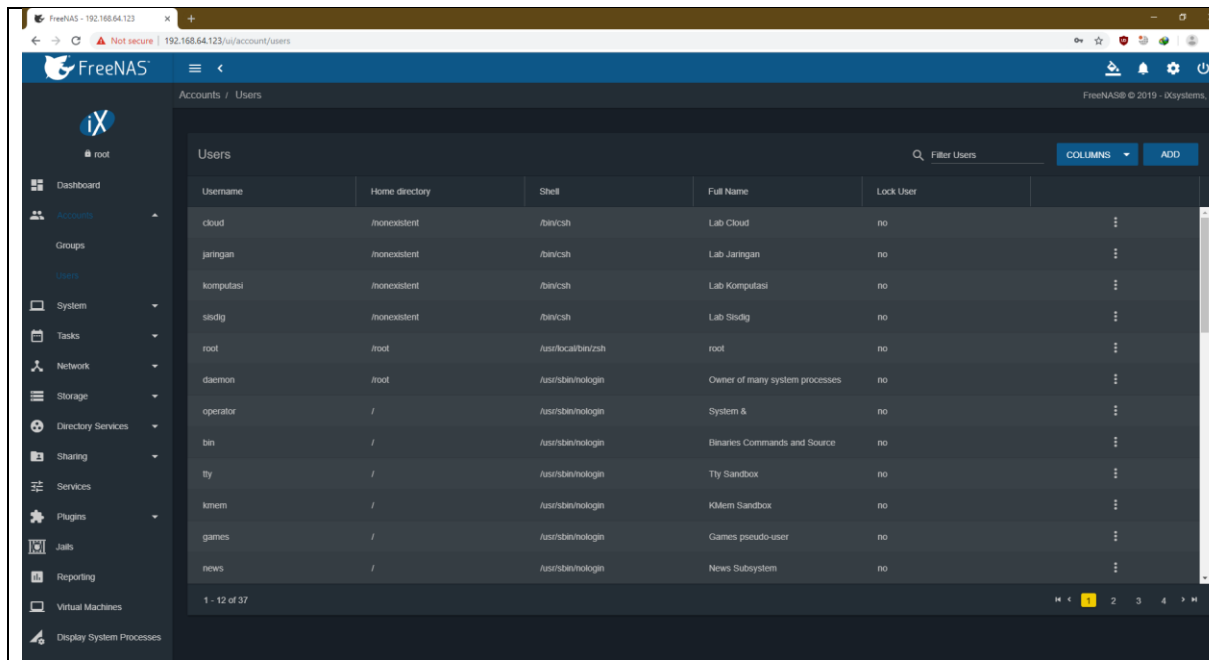 FreeNAS - 192.168.64.123
Not secure | 192.168.64.123/ui/account/users
FreeNAS
Accounts / Users
FreeNAS® © 2019 - iXsystems,
iX
root
Dashboard
Accounts
Groups
Users
System
Tasks
Network
Storage
Directory Services
Sharing
Services
Plugins
Jails
Reporting
Virtual Machines
Display System Processes
Users
Filter Users
COLUMNS
ADD
Username Home directory Shell Full Name Lock User
cloud /nonexistent /bin/csh Lab Cloud no
jaringan /nonexistent /bin/csh Lab Jaringan no
komputasi /nonexistent /bin/csh Lab Komputasi no
sisdig /nonexistent /bin/csh Lab Sisdig no
root /root /usr/local/bin/zsh root no
daemon /root /usr/sbin/nologin Owner of many system processes no
operator / /usr/sbin/nologin System & no
bin / /usr/sbin/nologin Binaries Commands and Source no
tty / /usr/sbin/nologin Tty Sandbox no
kmem / /usr/sbin/nologin KMem Sandbox no
games / /usr/sbin/nologin Games pseudo-user no
news / /usr/sbin/nologin News Subsystem no
1 - 12 of 37
1 2 3 4